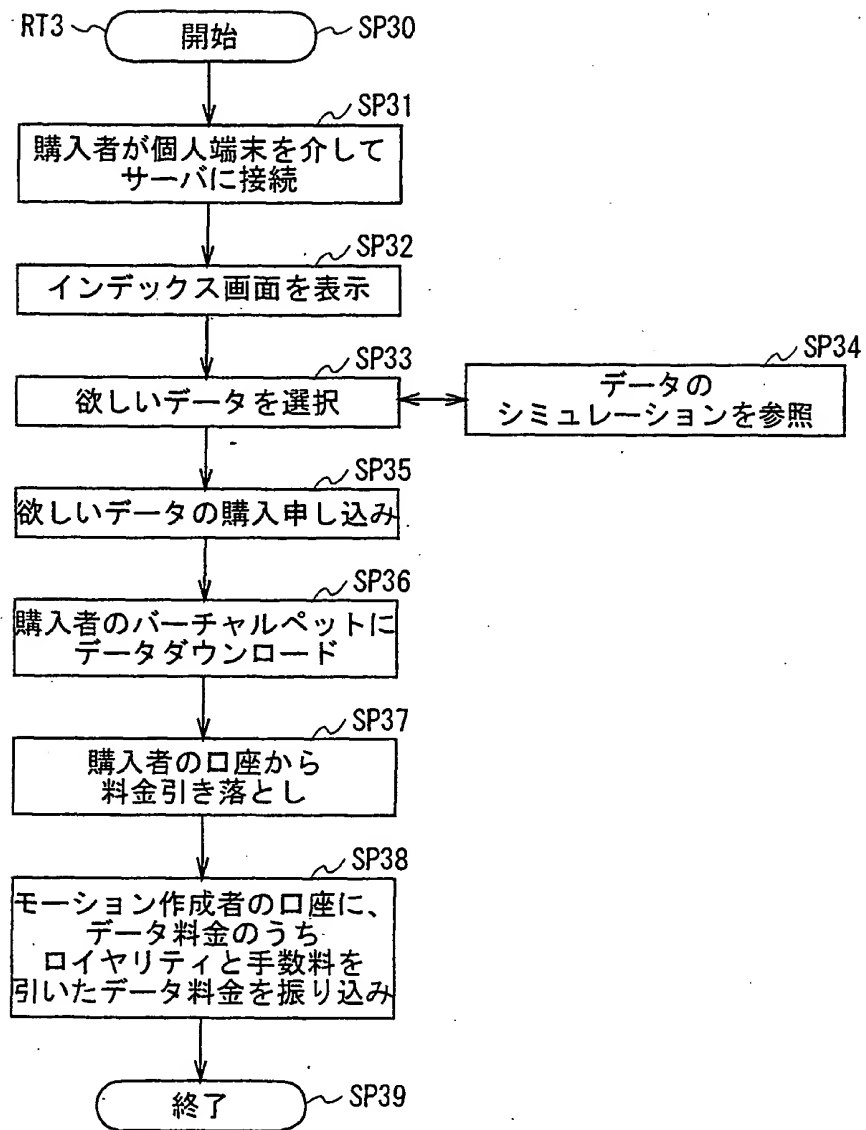 RT3
開始
SP30
SP31
購入者が個人端末を介して
サーバに接続
SP32
インデックス画面を表示
SP33
欲しいデータを選択
SP34
データの
シミュレーションを参照
SP35
欲しいデータの購入申し込み
SP36
購入者のバーチャルペットに
データダウンロード
SP37
購入者の口座から
料金引き落とし
SP38
モーション作成者の口座に、
データ料金のうち
ロイヤリティと手数料を
引いたデータ料金を振り込み
終了
SP39